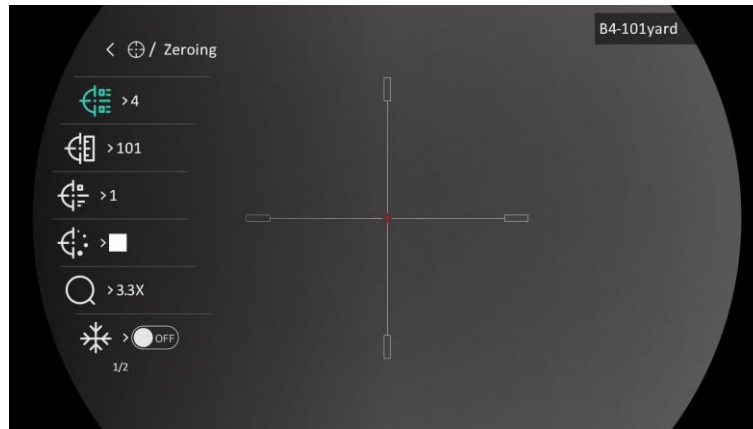 < / Zeroing
B4-101yard
>4
>101
>1
>
>3.3X
> OFF
1/2